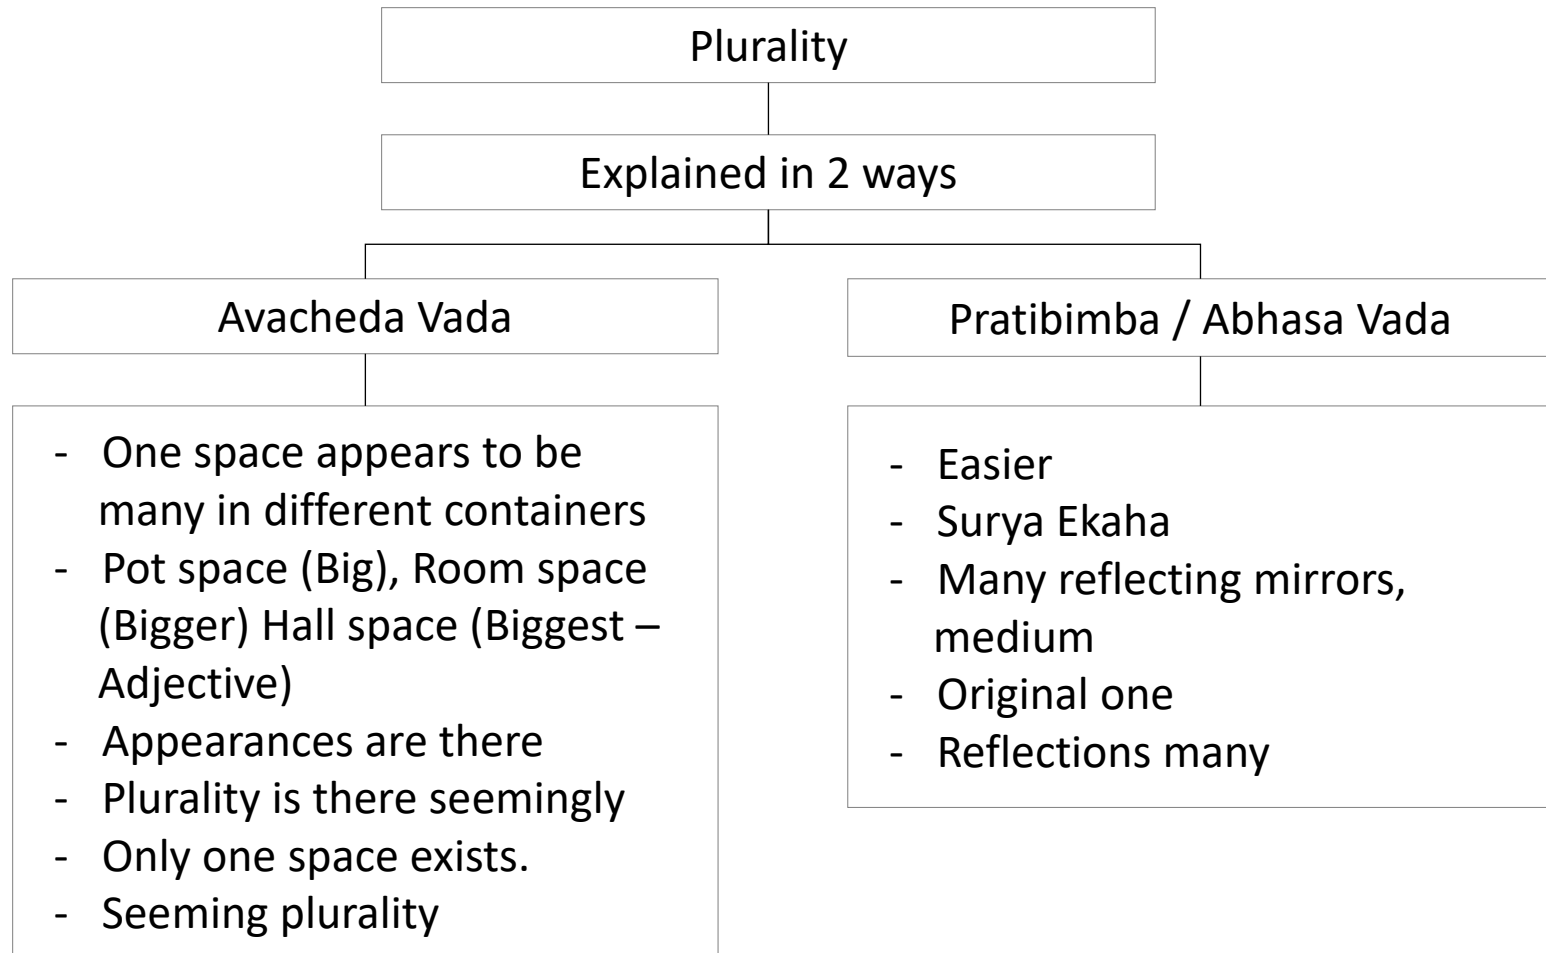 Plurality
Explained in 2 ways
Avacheda Vada
- One space appears to be
many in different containers
- Pot space (Big), Room space
(Bigger) Hall space (Biggest –
Adjective)
- Appearances are there
- Plurality is there seemingly
- Only one space exists.
- Seeming plurality
Pratibimba / Abhasa Vada
- Easier
- Surya Ekaha
- Many reflecting mirrors,
medium
- Original one
- Reflections many